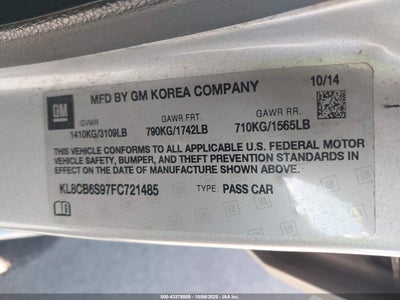 GM
MFD BY GM KOREA COMPANY
10/14
GVWR GAWR FRT. GAWR RR.
1410KG/3109LB 790KG/1742LB 710KG/1565LB
THIS VEHICLE CONFORMS TO ALL APPLICABLE U.S. FEDERAL MOTOR
VEHICLE SAFETY, BUMPER, AND THEFT PREVENTION STANDARDS IN
EFFECT ON THE DATE OF MANUFACTURE SHOWN ABOVE.
KL8CB6S97FC721485 TYPE: PASS CAR